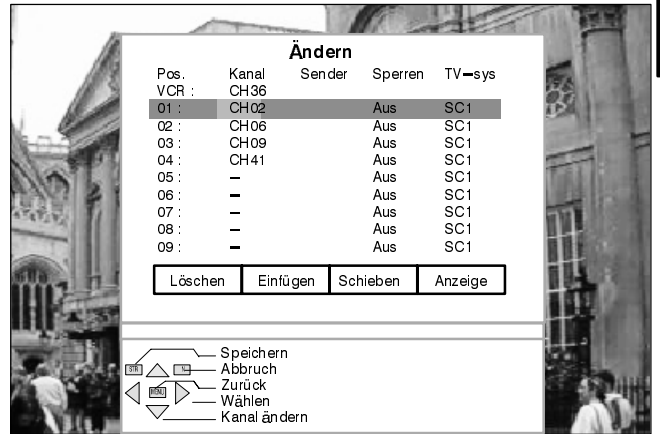 Ändern
Pos. Kanal Sender Sperren TV-sys
VCR : CH36
01 : CH02 Aus SC1
02 : CH06 Aus SC1
03 : CH09 Aus SC1
04 : CH41 Aus SC1
05 : – Aus SC1
06 : – Aus SC1
07 : – Aus SC1
08 : – Aus SC1
09 : – Aus SC1
Löschen Einfügen Schieben Anzeige
Speichern
STR N Abbruch
MENU Zurück
Wählen
Kanal ändern